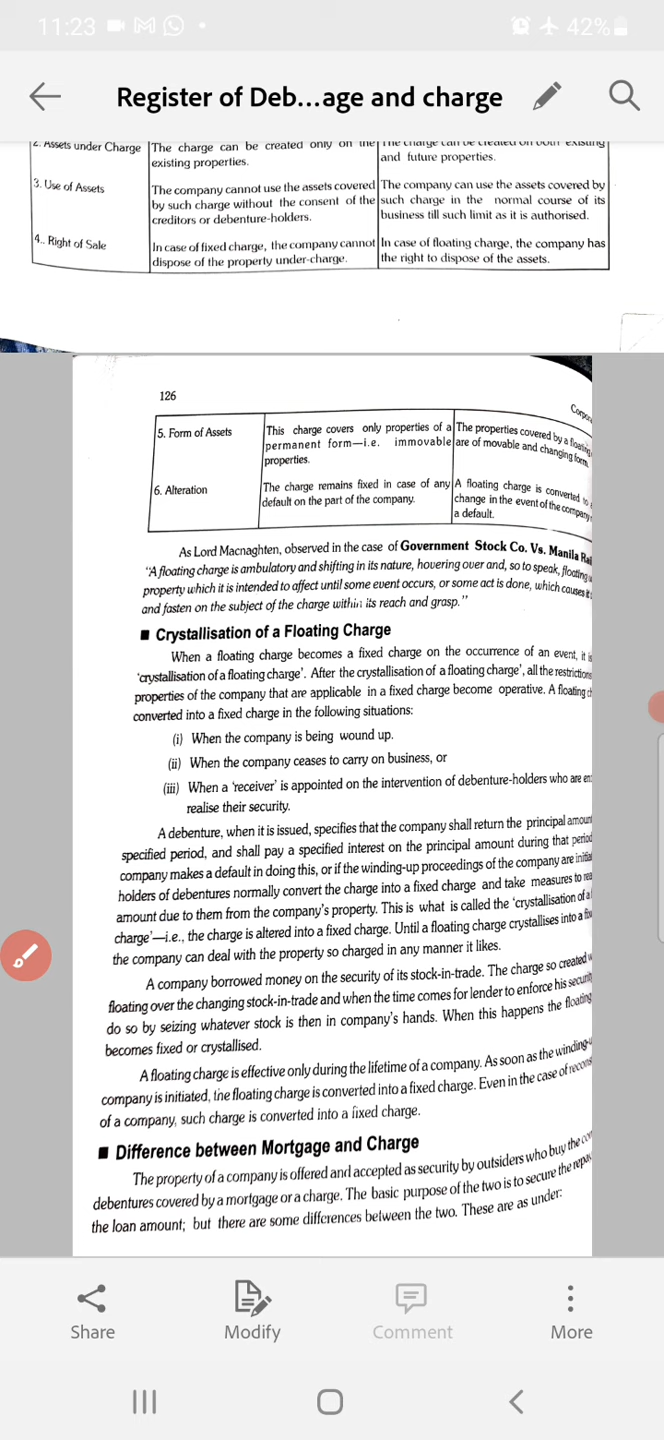 11:23
42%
Register of Deb...age and charge
2. Assets under Charge The charge can be created only on the existing properties. The charge can be created on both existing and future properties.
3. Use of Assets The company cannot use the assets covered by such charge without the consent of the creditors or debenture-holders. The company can use the assets covered by such charge in the normal course of its business till such limit as it is authorised.
4.. Right of Sale In case of fixed charge, the company cannot dispose of the property under-charge. In case of floating charge, the company has the right to dispose of the assets.
126
Corpora
5. Form of Assets This charge covers only properties of a permanent form—i.e. immovable properties. The properties covered by a floating are of movable and changing form.
6. Alteration The charge remains fixed in case of any default on the part of the company. A floating charge is converted to change in the event of the company a default.
As Lord Macnaghten, observed in the case of Government Stock Co. Vs. Manila Rai
"A floating charge is ambulatory and shifting in its nature, hovering over and, so to speak, floating
property which it is intended to affect until some event occurs, or some act is done, which causes it
and fasten on the subject of the charge within its reach and grasp."
■ Crystallisation of a Floating Charge
When a floating charge becomes a fixed charge on the occurrence of an event, it is
'crystallisation of a floating charge'. After the crystallisation of a floating charge', all the restrictions
properties of the company that are applicable in a fixed charge become operative. A floating
converted into a fixed charge in the following situations:
(i) When the company is being wound up.
(ii) When the company ceases to carry on business, or
(iii) When a 'receiver' is appointed on the intervention of debenture-holders who are
realise their security.
A debenture, when it is issued, specifies that the company shall return the principal amoun
specified period, and shall pay a specified interest on the principal amount during that period
company makes a default in doing this, or if the winding-up proceedings of the company are initia
holders of debentures normally convert the charge into a fixed charge and take measures to rea
amount due to them from the company's property. This is what is called the 'crystallisation of a
charge'—i.e., the charge is altered into a fixed charge. Until a floating charge crystallises into a
the company can deal with the property so charged in any manner it likes.
A company borrowed money on the security of its stock-in-trade. The charge so created
floating over the changing stock-in-trade and when the time comes for lender to enforce his securit
do so by seizing whatever stock is then in company's hands. When this happens the floating
becomes fixed or crystallised.
A floating charge is effective only during the lifetime of a company. As soon as the winding-
company is initiated, the floating charge is converted into a fixed charge. Even in the case of recons
of a company, such charge is converted into a fixed charge.
■ Difference between Mortgage and Charge
The property of a company is offered and accepted as security by outsiders who buy the
debentures covered by a mortgage or a charge. The basic purpose of the two is to secure the repa
the loan amount; but there are some differences between the two. These are as under:
Share Modify Comment More